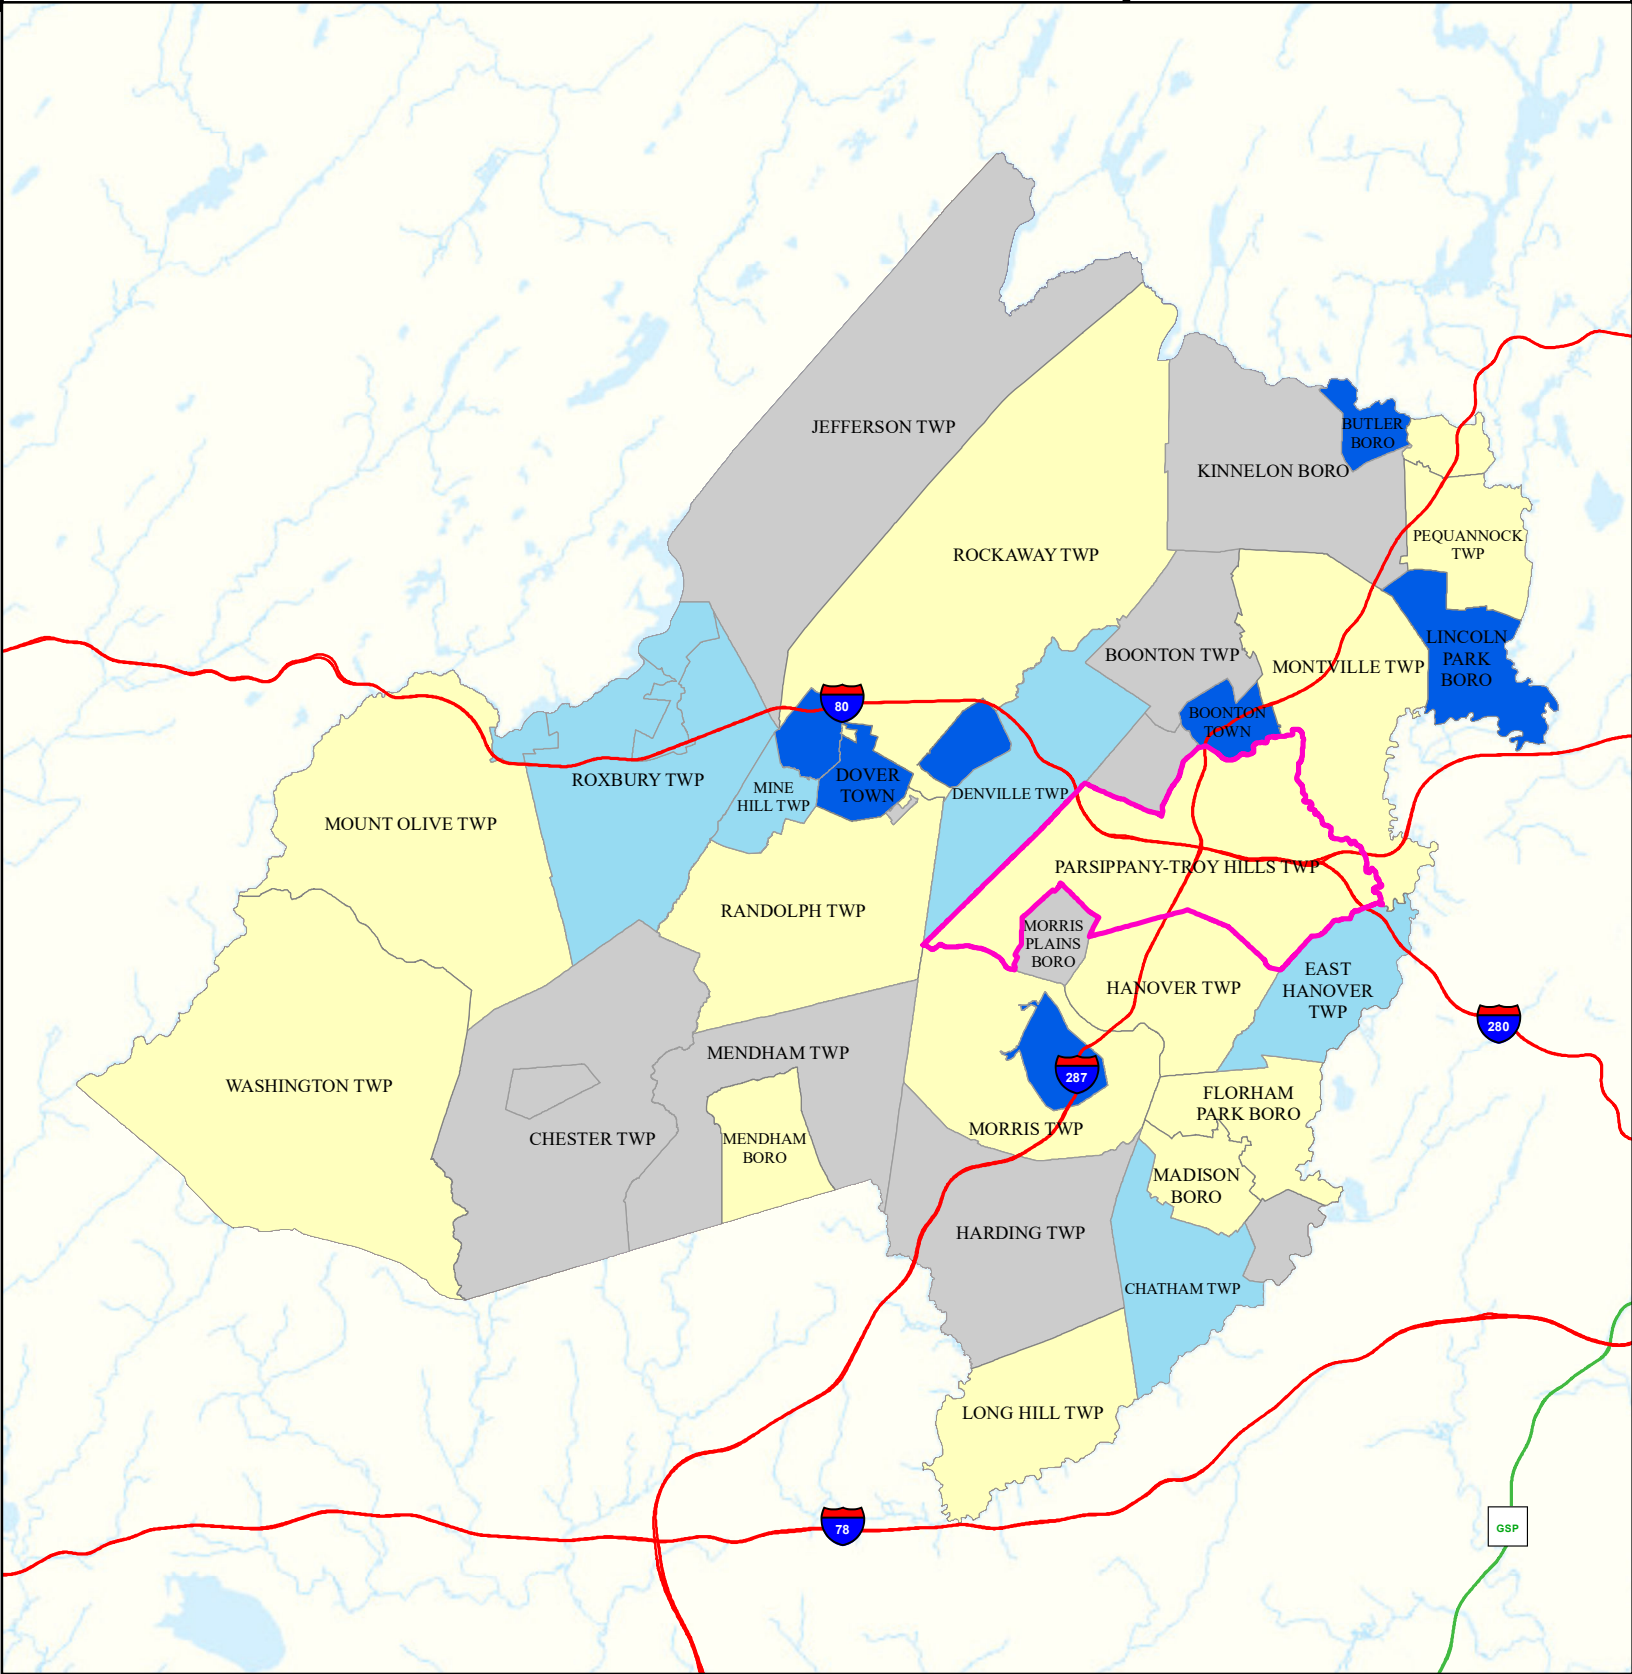 JEFFERSON TWP
BUTLER
BORO
KINNELON BORO
PEQUANNOCK
TWP
ROCKAWAY TWP
LINCOLN
PARK
BORO
BOONTON TWP
MONTVILLE TWP
80
BOONTON
TOWN
ROXBURY TWP
MINE
HILL TWP
DOVER
TOWN
DENVILLE TWP
MOUNT OLIVE TWP
PARSIPPANY-TROY HILLS TWP
RANDOLPH TWP
MORRIS
PLAINS
BORO
EAST
HANOVER
TWP
HANOVER TWP
280
MENDHAM TWP
287
WASHINGTON TWP
FLORHAM
PARK BORO
MORRIS TWP
CHESTER TWP
MENDHAM
BORO
MADISON
BORO
HARDING TWP
CHATHAM TWP
LONG HILL TWP
78
GSP